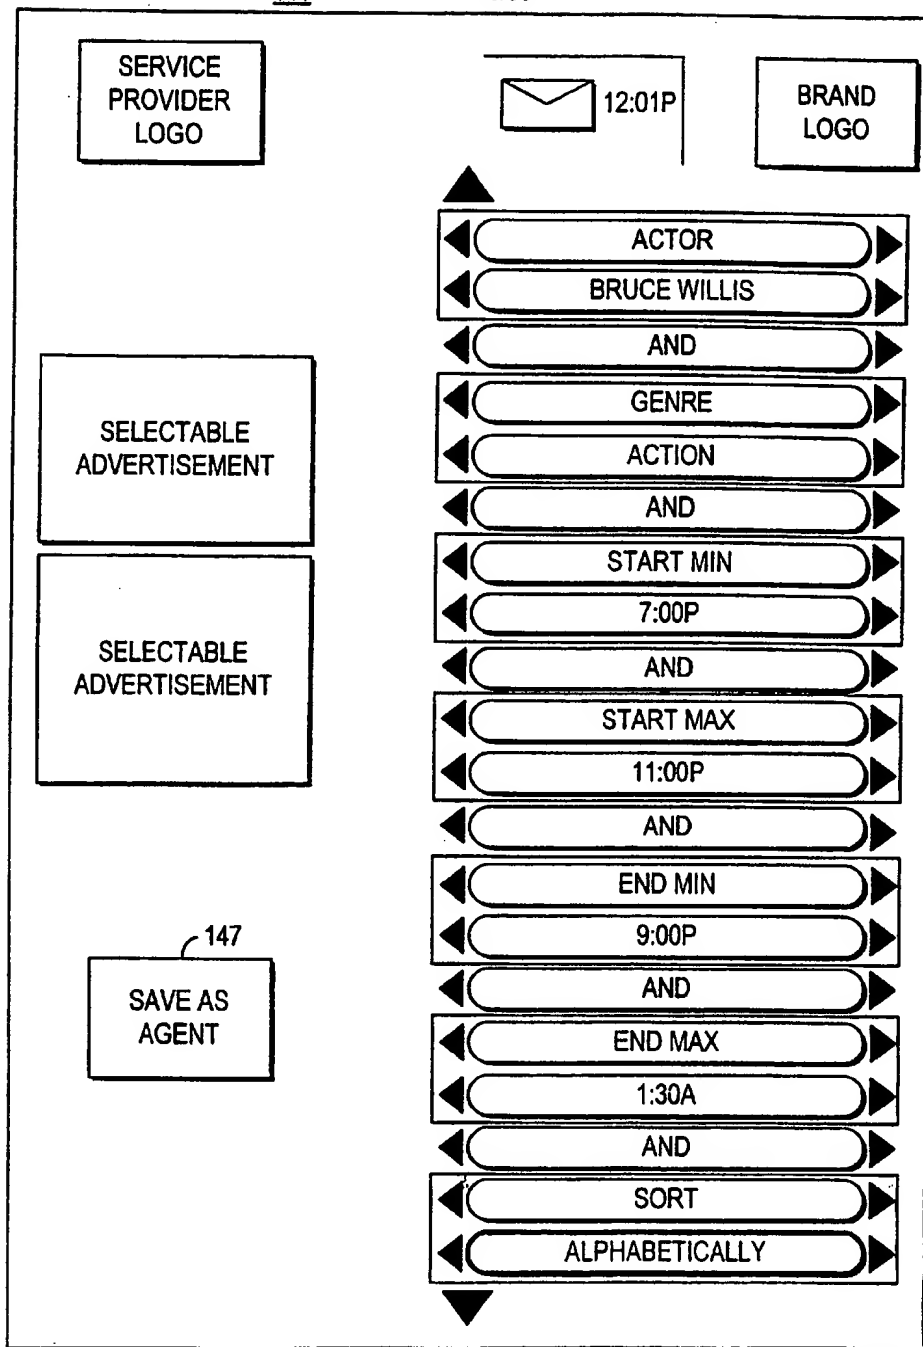 SERVICE
PROVIDER
LOGO
12:01P
BRAND
LOGO
ACTOR
BRUCE WILLIS
AND
GENRE
ACTION
AND
START MIN
7:00P
AND
START MAX
11:00P
AND
END MIN
9:00P
AND
END MAX
1:30A
AND
SORT
ALPHABETICALLY
SELECTABLE
ADVERTISEMENT
SELECTABLE
ADVERTISEMENT
147
SAVE AS
AGENT